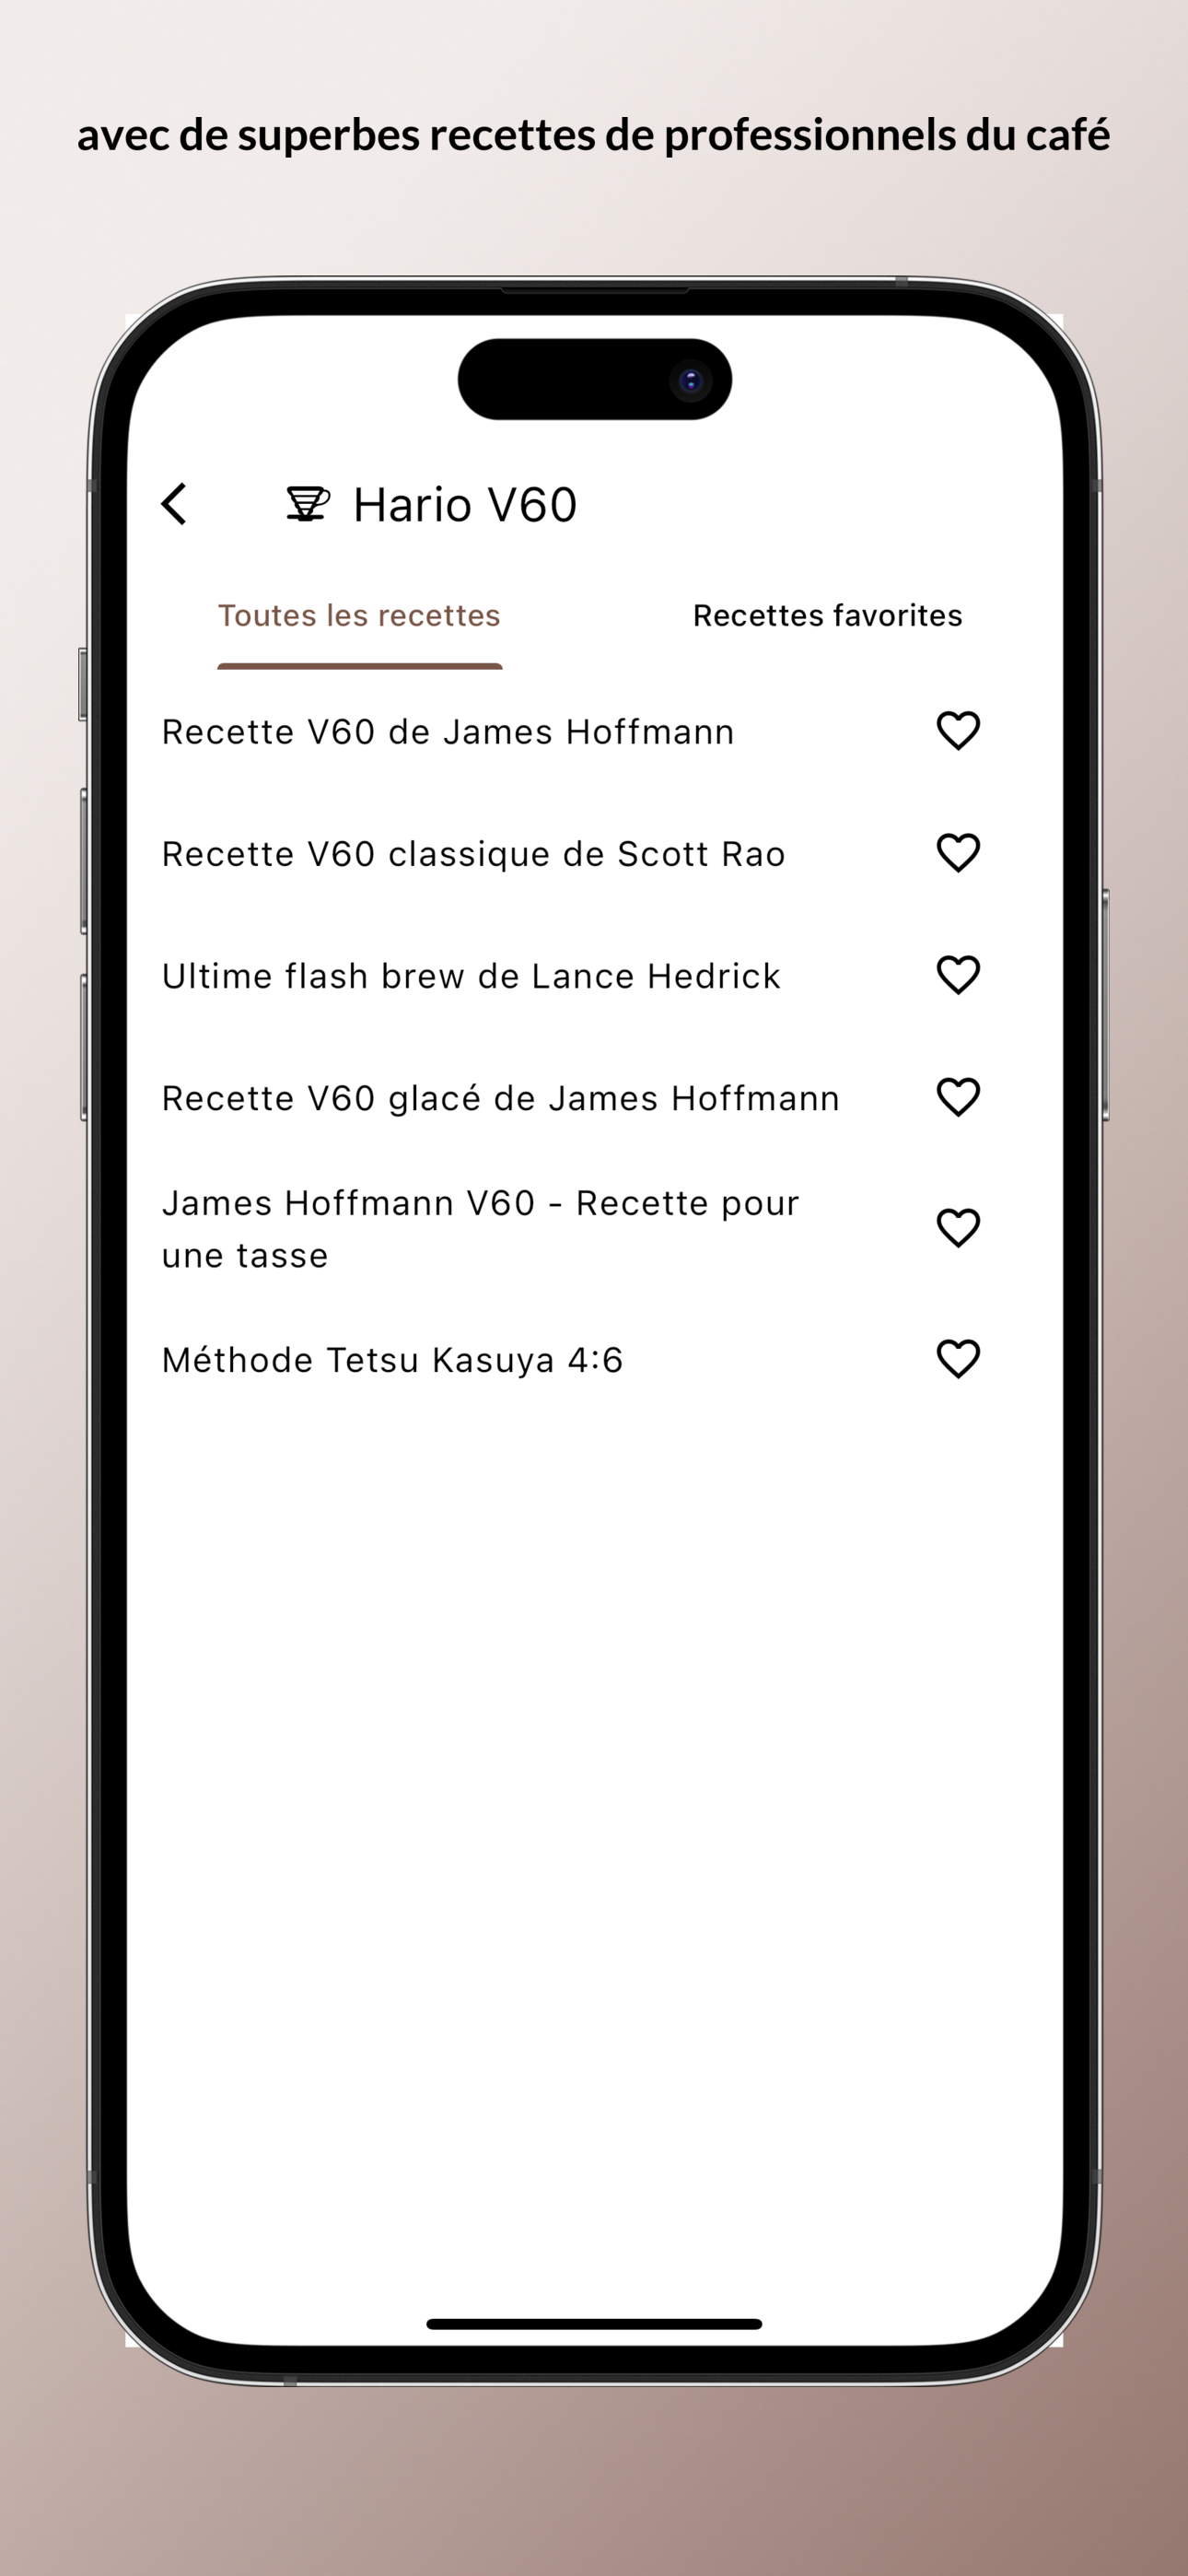 avec de superbes recettes de professionnels du café
Hario V60
Toutes les recettes
Recettes favorites
Recette V60 de James Hoffmann
Recette V60 classique de Scott Rao
Ultime flash brew de Lance Hedrick
Recette V60 glacé de James Hoffmann
James Hoffmann V60 - Recette pour
une tasse
Méthode Tetsu Kasuya 4:6